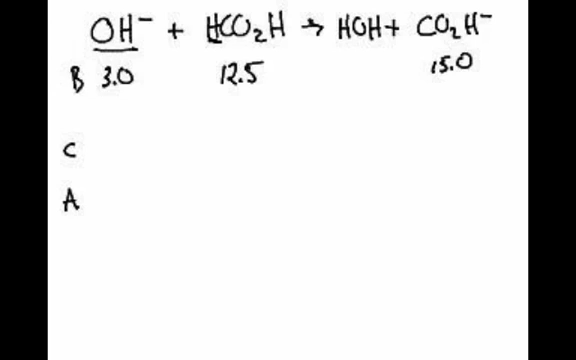 OH⁻ + HCO₂H → HOH + CO₂H⁻
B 3.0 12.5 15.0
C
A